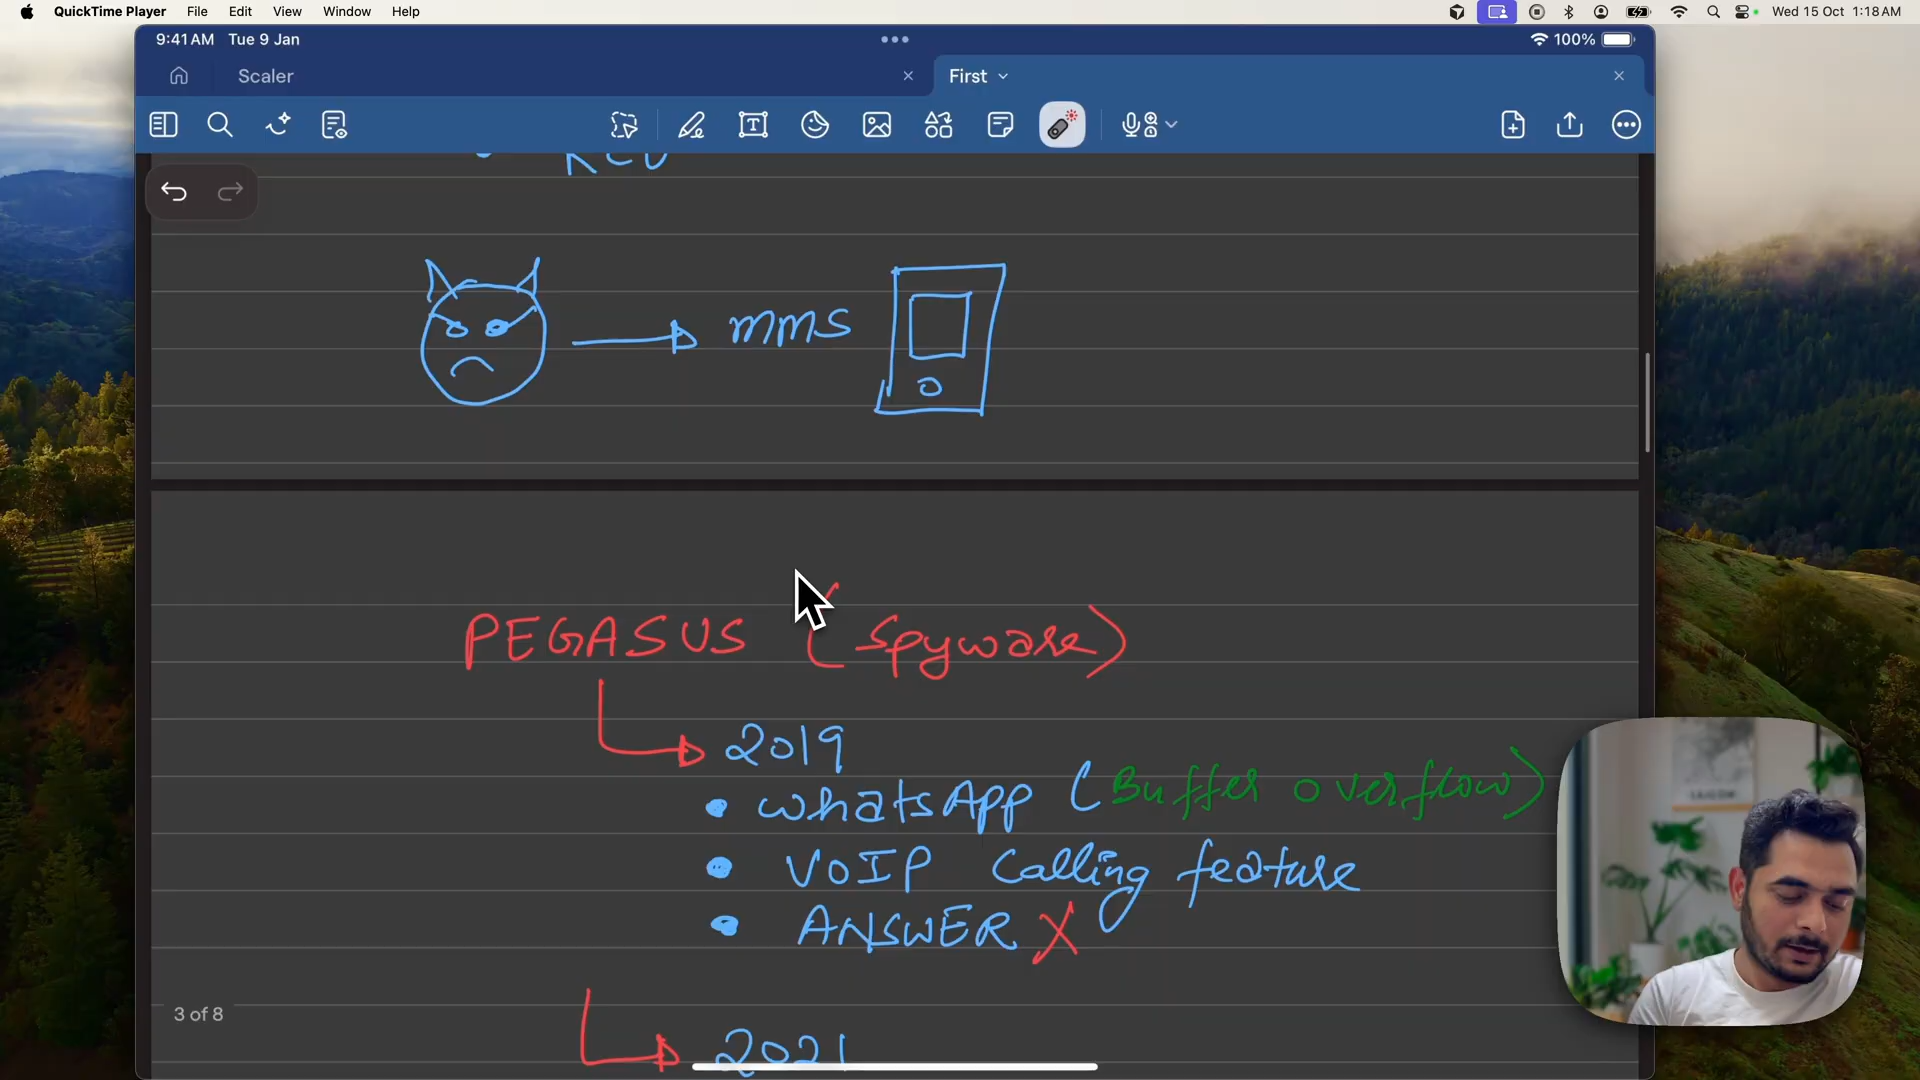 QuickTime Player File Edit View Window Help Wed 15 Oct 1:18 AM
9:41 AM Tue 9 Jan 100%
Scaler First
mms
PEGASUS (Spyware)
2019
WhatsApp (Buffer overflow)
VOIP Calling feature
ANSWER X
3 of 8
2021